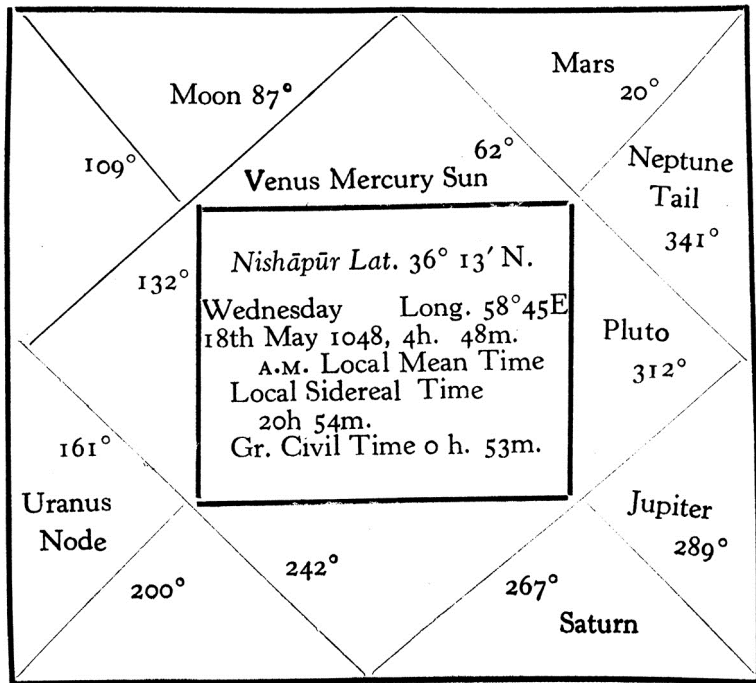 Mars
Moon 87°
20°
62°
109°
Neptune
Tail
Venus Mercury Sun
341°
Nishāpūr Lat. 36° 13′ N.
132°
Wednesday Long. 58°45E
18th May 1048, 4h. 48m.
A.M. Local Mean Time
Local Sidereal Time
20h 54m.
Gr. Civil Time 0 h. 53m.
Pluto
312°
161°
Uranus
Node
Jupiter
289°
242°
200°
267°
Saturn